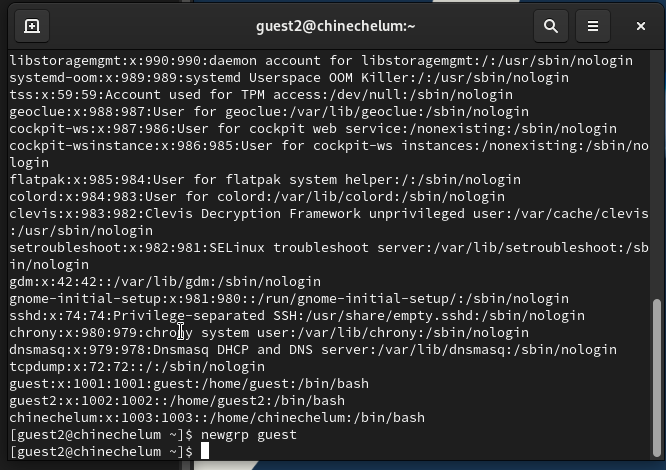 guest2@chinechelum:~
libstoragemgmt:x:990:990:daemon account for libstoragemgmt:/:/usr/sbin/nologin
systemd-oom:x:989:989:systemd Userspace OOM Killer:/:/usr/sbin/nologin
tss:x:59:59:Account used for TPM access:/dev/null:/sbin/nologin
geoclue:x:988:987:User for geoclue:/var/lib/geoclue:/sbin/nologin
cockpit-ws:x:987:986:User for cockpit web service:/nonexisting:/sbin/nologin
cockpit-wsinstance:x:986:985:User for cockpit-ws instances:/nonexisting:/sbin/no
login
flatpak:x:985:984:User for flatpak system helper:/:/sbin/nologin
colord:x:984:983:User for colord:/var/lib/colord:/sbin/nologin
clevis:x:983:982:Clevis Decryption Framework unprivileged user:/var/cache/clevis
:/usr/sbin/nologin
setroubleshoot:x:982:981:SELinux troubleshoot server:/var/lib/setroubleshoot:/sb
in/nologin
gdm:x:42:42::/var/lib/gdm:/sbin/nologin
gnome-initial-setup:x:981:980::/run/gnome-initial-setup/:/sbin/nologin
sshd:x:74:74:Privilege-separated SSH:/usr/share/empty.sshd:/sbin/nologin
chrony:x:980:979:chrony system user:/var/lib/chrony:/sbin/nologin
dnsmasq:x:979:978:Dnsmasq DHCP and DNS server:/var/lib/dnsmasq:/sbin/nologin
tcpdump:x:72:72::/:/sbin/nologin
guest:x:1001:1001:guest:/home/guest:/bin/bash
guest2:x:1002:1002::/home/guest2:/bin/bash
chinechelum:x:1003:1003::/home/chinechelum:/bin/bash
[guest2@chinechelum ~]$ newgrp guest
[guest2@chinechelum ~]$